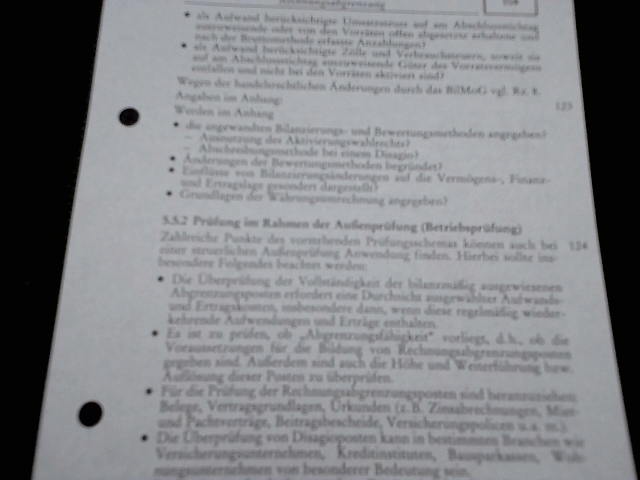 Rechnungsabgrenzung
• als Aufwand berücksichtigte Umsatzsteuer auf am Abschlussstichtag
auszuweisende oder von den Vorräten offen abgesetzte erhaltene und
nach der Bruttomethode erfasste Anzahlungen?
• als Aufwand berücksichtigte Zölle und Verbrauchsteuern, soweit sie
auf am Abschlussstichtag auszuweisende Güter des Vorratsvermögens
entfallen und nicht bei den Vorräten aktiviert sind?
Wegen der handelsrechtlichen Änderungen durch das BilMoG vgl. Rz. 8.
Angaben im Anhang: 123
Werden im Anhang
• die angewandten Bilanzierungs- und Bewertungsmethoden angegeben?
– Ausnutzung des Aktivierungswahlrechts?
– Abschreibungsmethode bei einem Disagio?
• Änderungen der Bewertungsmethoden begründet?
• Einflüsse von Bilanzierungsänderungen auf die Vermögens-, Finanz-
und Ertragslage gesondert dargestellt?
• Grundlagen der Währungsumrechnung angegeben?
5.5.2 Prüfung im Rahmen der Außenprüfung (Betriebsprüfung)
Zahlreiche Punkte des vorstehenden Prüfungsschemas können auch bei 124
einer steuerlichen Außenprüfung Anwendung finden. Hierbei sollte ins-
besondere Folgendes beachtet werden:
• Die Überprüfung der Vollständigkeit der bilanzmäßig ausgewiesenen
Abgrenzungsposten erfordert eine Durchsicht ausgewählter Aufwands-
und Ertragskonten, insbesondere dann, wenn diese regelmäßig wieder-
kehrende Aufwendungen und Erträge enthalten.
• Es ist zu prüfen, ob „Abgrenzungsfähigkeit" vorliegt, d.h., ob die
Voraussetzungen für die Bildung von Rechnungsabgrenzungsposten
gegeben sind. Außerdem sind auch die Höhe und Weiterführung bzw.
Auflösung dieser Posten zu überprüfen.
• Für die Prüfung der Rechnungsabgrenzungsposten sind heranzuziehen:
Belege, Vertragsgrundlagen, Urkunden (z.B. Zinsabrechnungen, Miet-
und Pachtverträge, Beitragsbescheide, Versicherungspolicen u.a. m.).
• Die Überprüfung von Disagioposten kann in bestimmten Branchen wie
Versicherungsunternehmen, Kreditinstituten, Bausparkassen, Woh-
nungsunternehmen von besonderer Bedeutung sein.